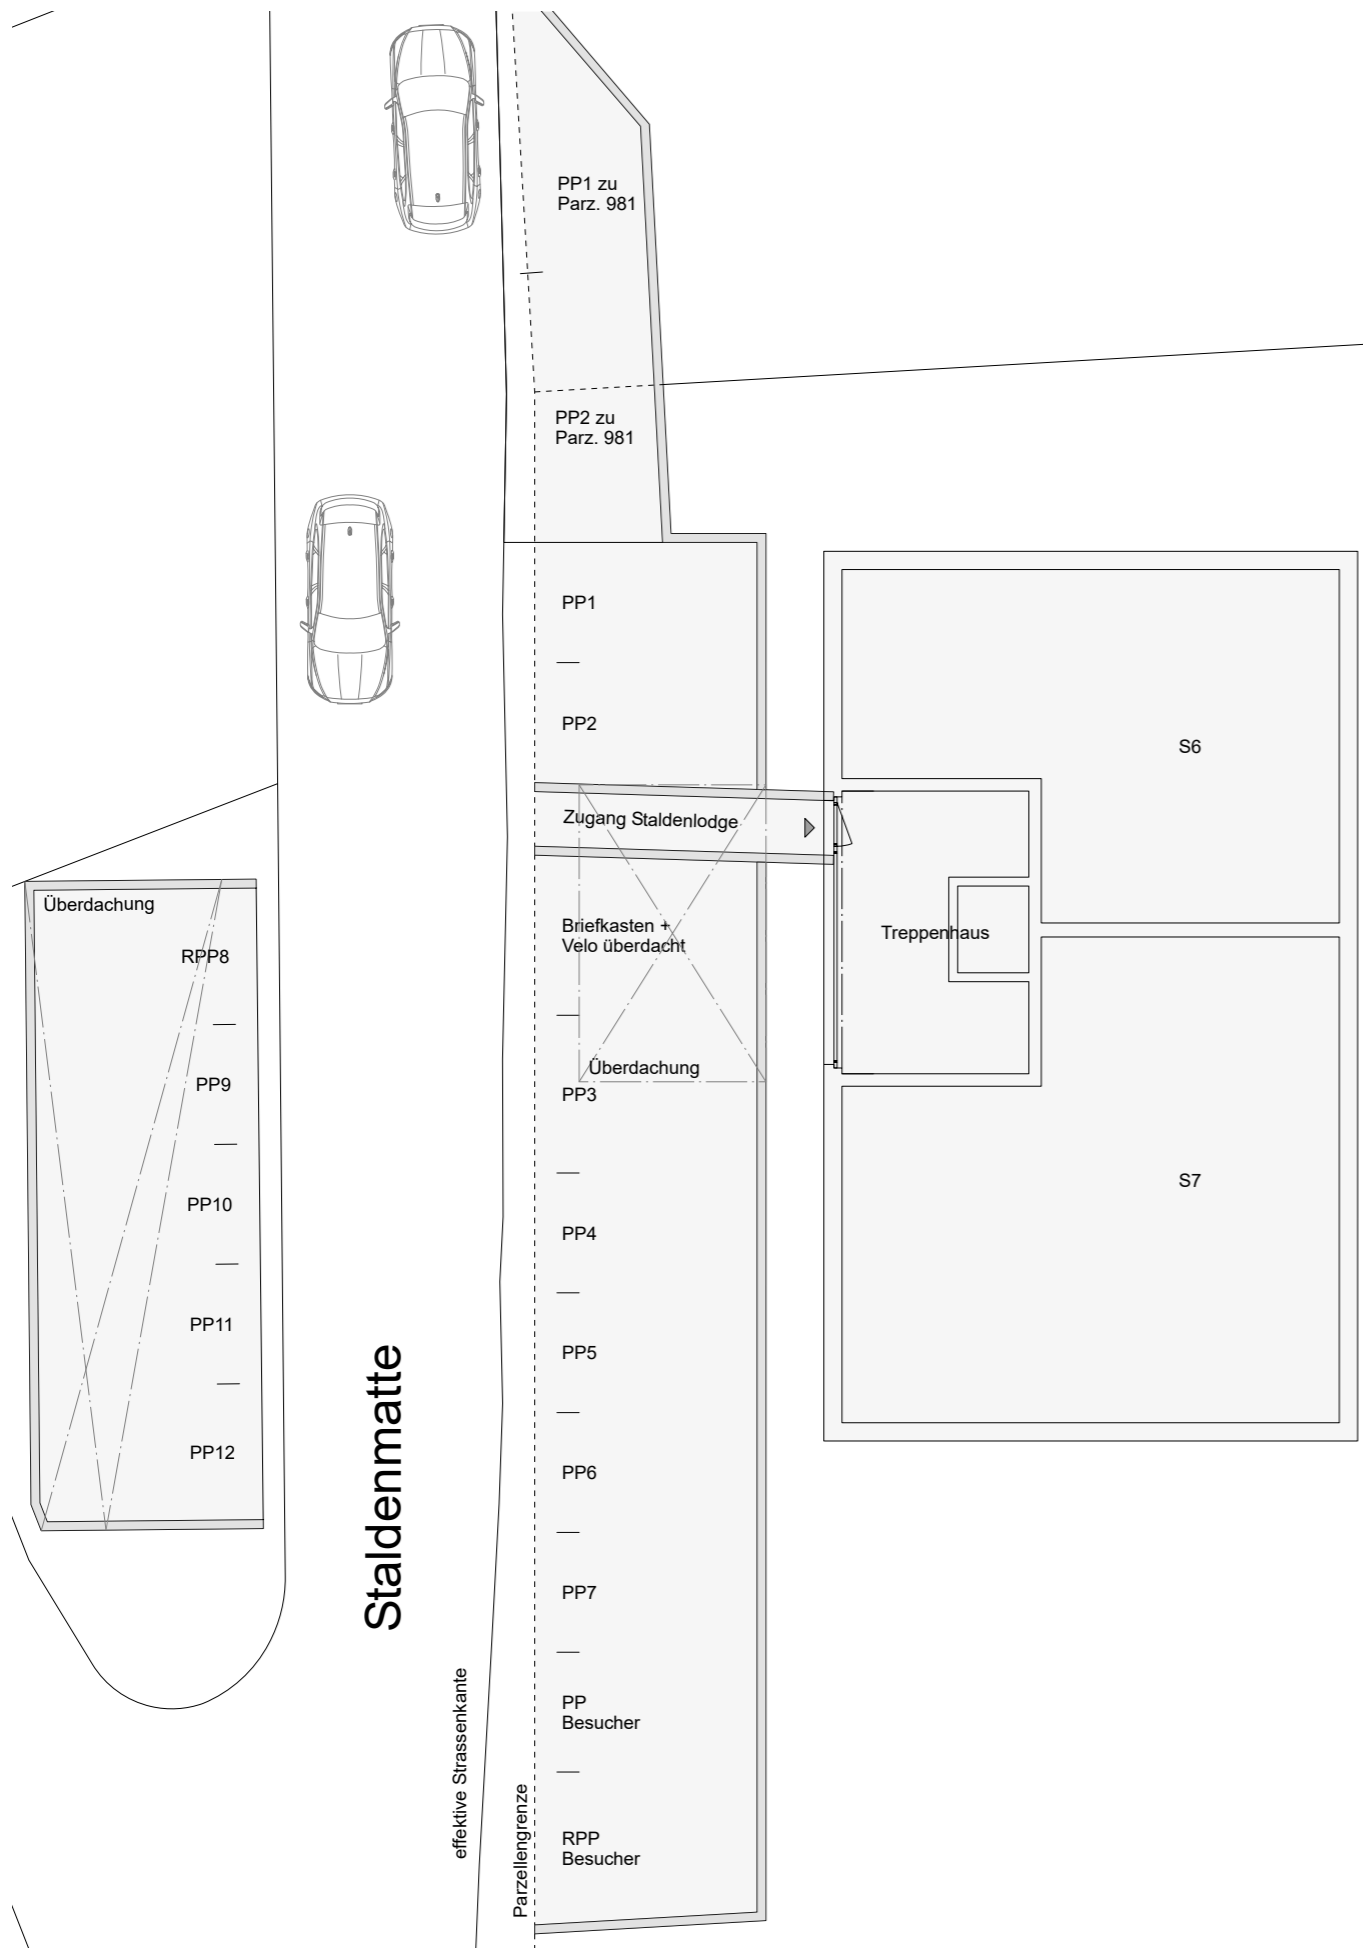 PP1 zu
Parz. 981
PP2 zu
Parz. 981
PP1
PP2
S6
Zugang Staldenlodge
Überdachung
Briefkasten +
Velo überdacht
Treppenhaus
RPP8
Überdachung
PP9
PP3
S7
PP10
PP4
PP11
PP5
PP12
PP6
Staldenmatte
PP7
PP
Besucher
effektive Strassenkante
Parzellengrenze
RPP
Besucher